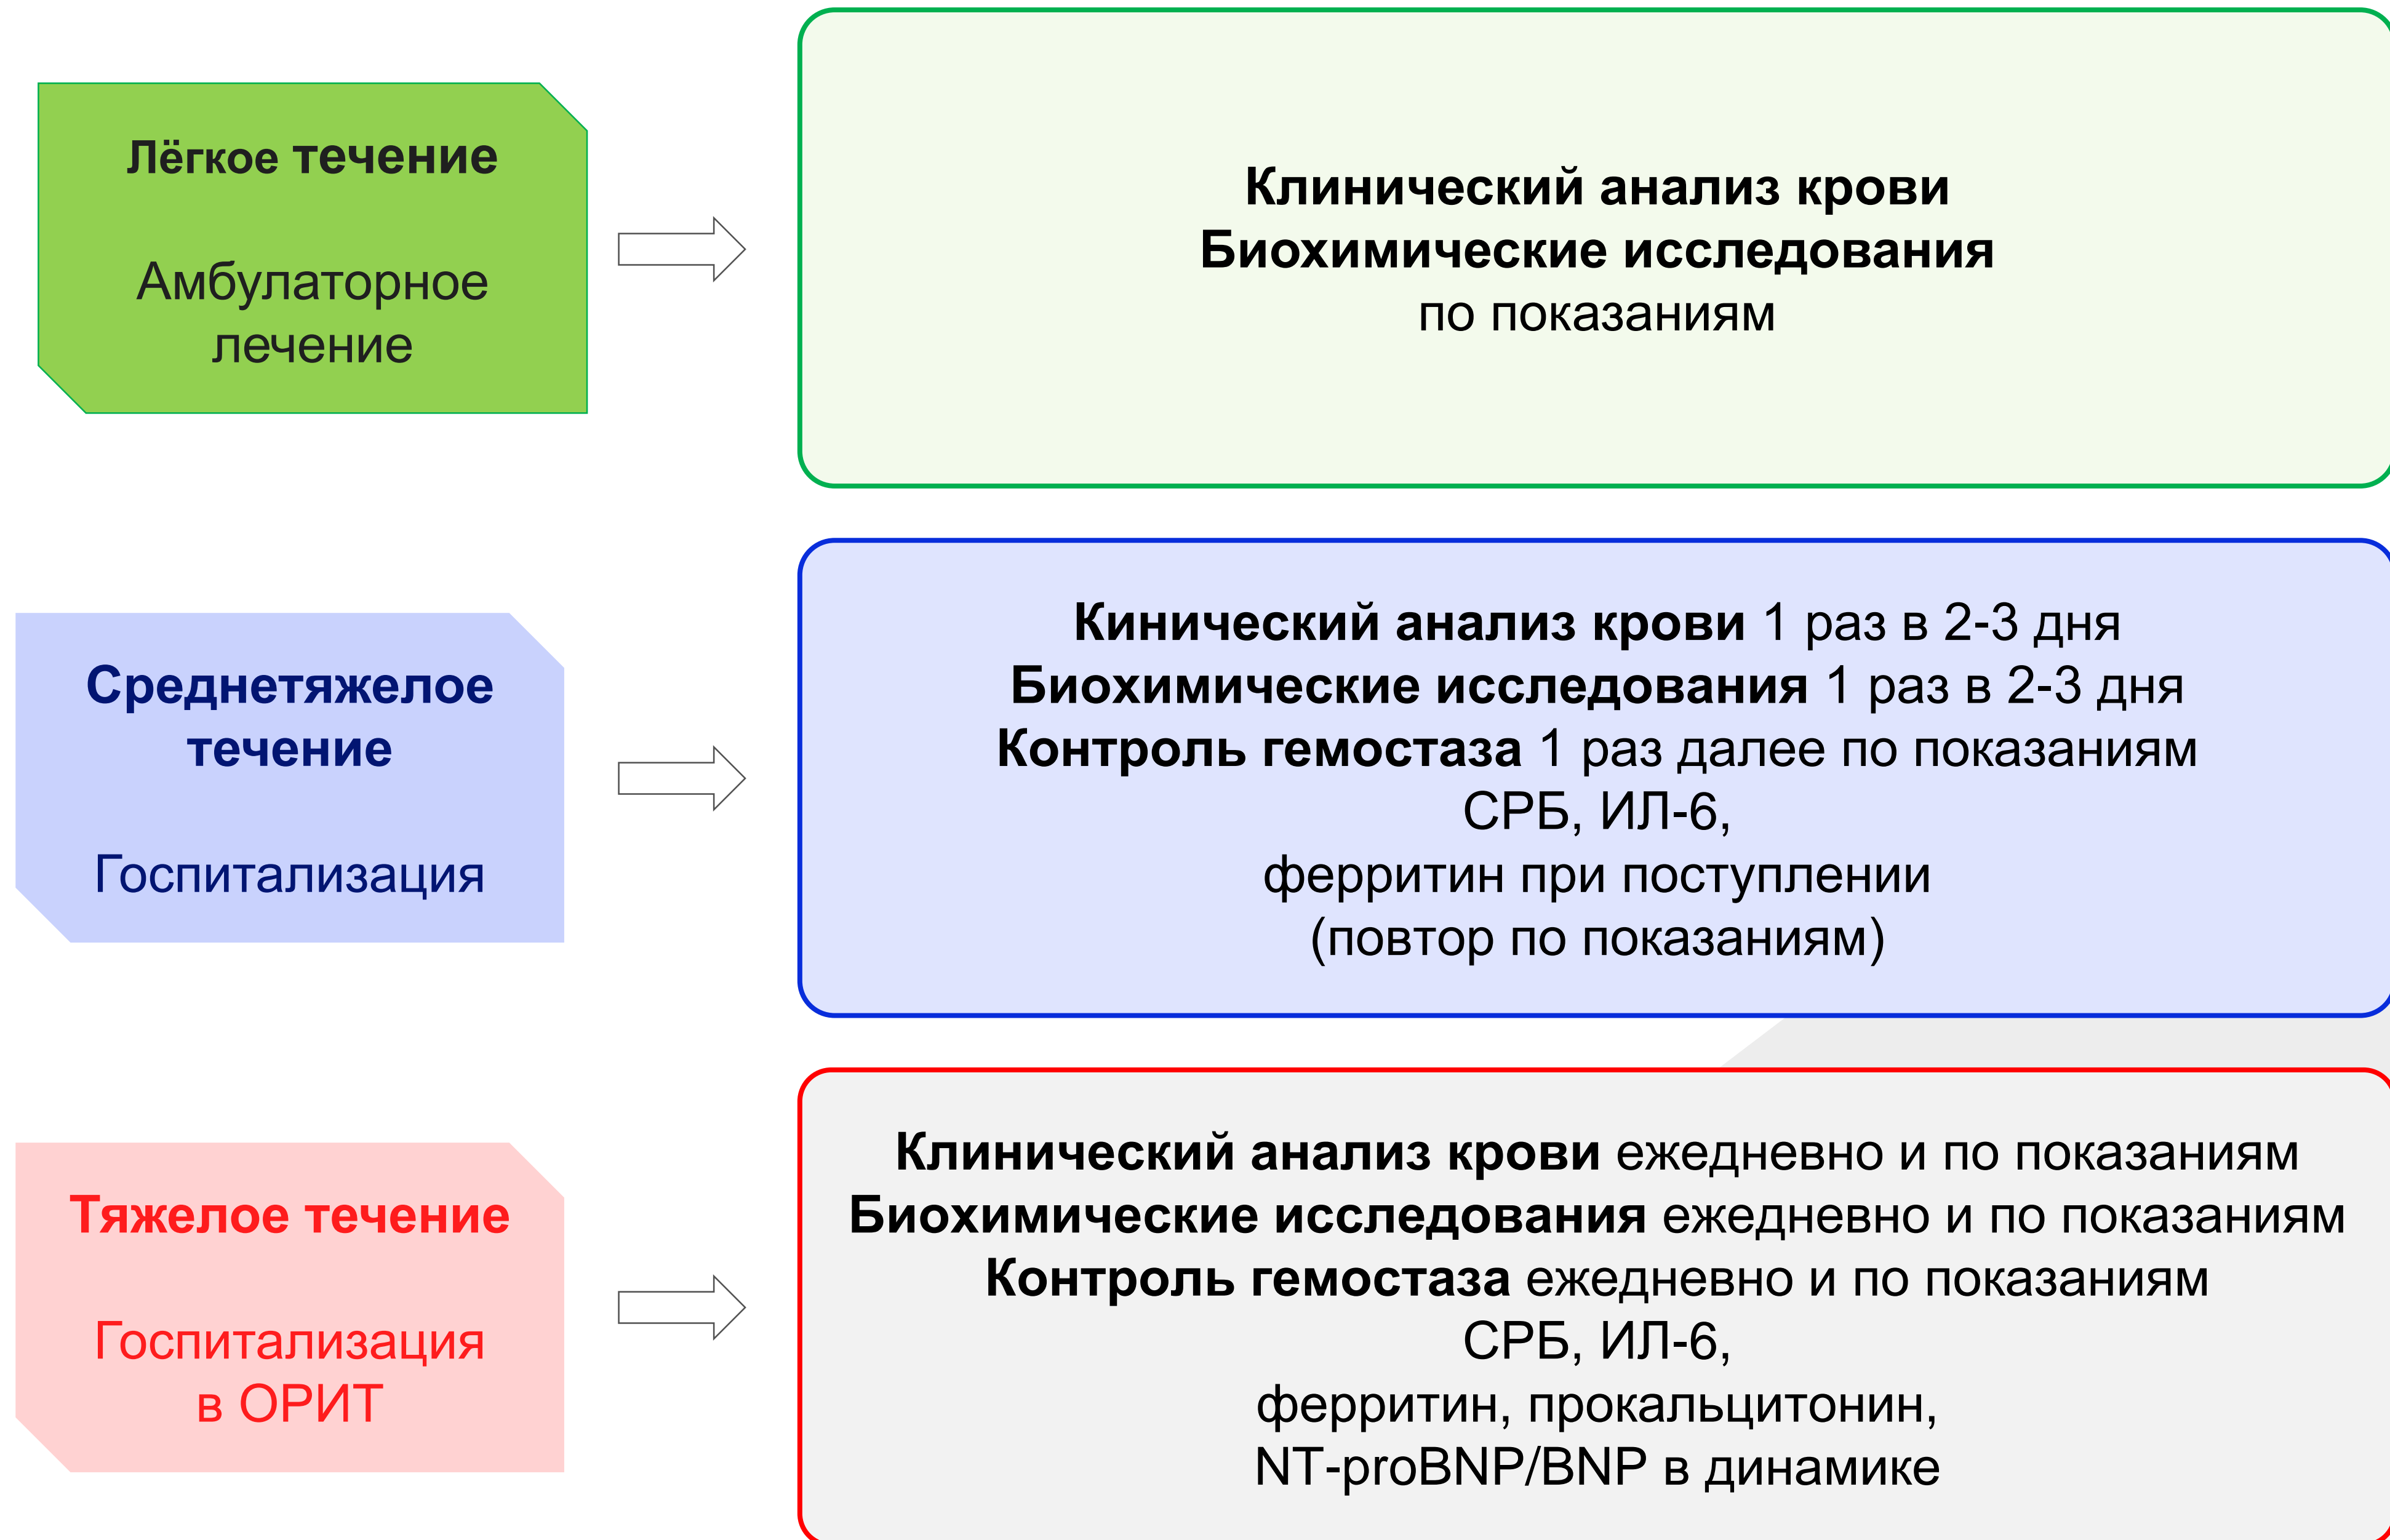 Лёгкое течение
Амбулаторное
лечение
Клинический анализ крови
Биохимические исследования
по показаниям
Среднетяжелое
течение
Госпитализация
Кинический анализ крови 1 раз в 2-3 дня
Биохимические исследования 1 раз в 2-3 дня
Контроль гемостаза 1 раз далее по показаниям
СРБ, ИЛ-6,
ферритин при поступлении
(повтор по показаниям)
Тяжелое течение
Госпитализация
в ОРИТ
Клинический анализ крови ежедневно и по показаниям
Биохимические исследования ежедневно и по показаниям
Контроль гемостаза ежедневно и по показаниям
СРБ, ИЛ-6,
ферритин, прокальцитонин,
NT-proBNP/BNP в динамике